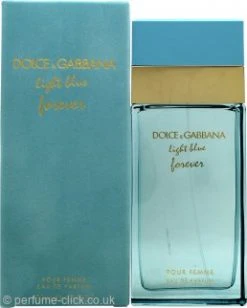 DOLCE & GABBANA
light blue
forever
POUR FEMME
EAU DE PARFUM
DOLCE & GABBANA
light blue
forever
POUR FEMME
EAU DE PARFUM
© perfume-click.co.uk